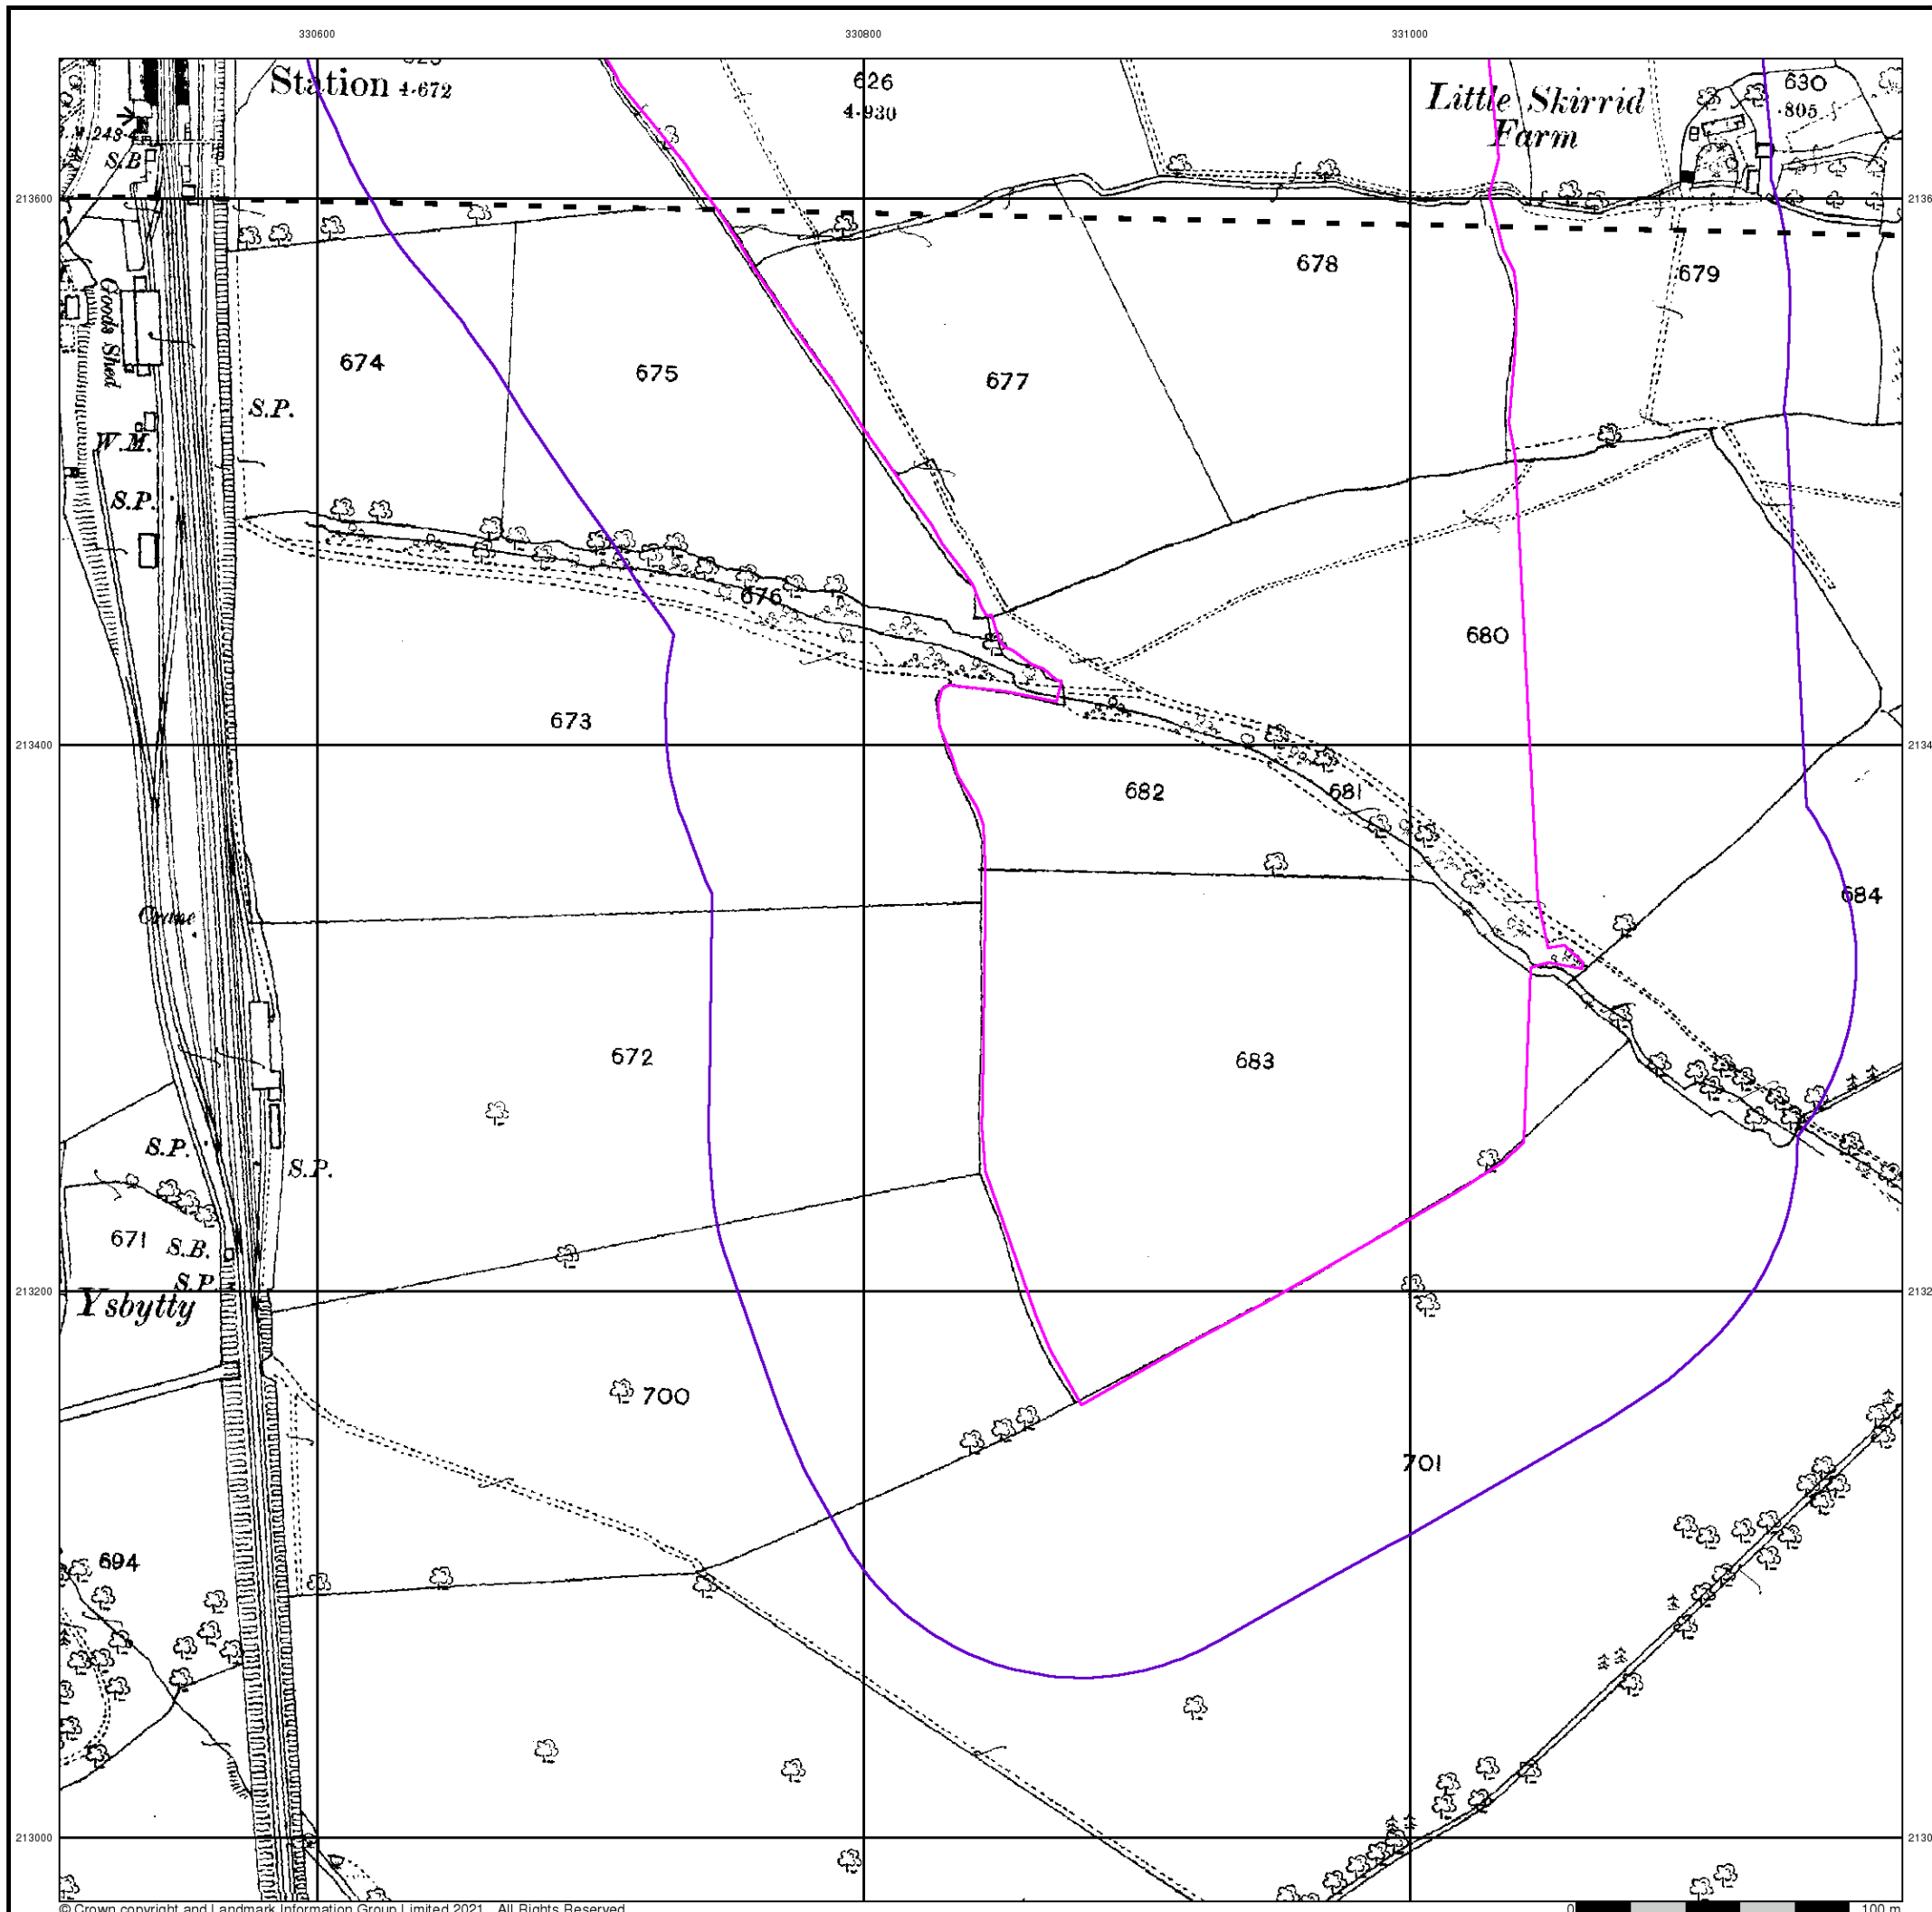 330600
330800
331000
Station 4·672
626
4·930
Little Skirrid
Farm
630
·805
S.B
213600
678
679
Goods Shed
674
675
677
S.P.
W.M.
S.P.
676
680
673
213400
682
681
Crane
684
672
683
S.P.
S.P.
671
S.B.
S.P.
213200
Ysbytty
700
701
694
213000
© Crown copyright and Landmark Information Group Limited 2021. All Rights Reserved.
0
100 m